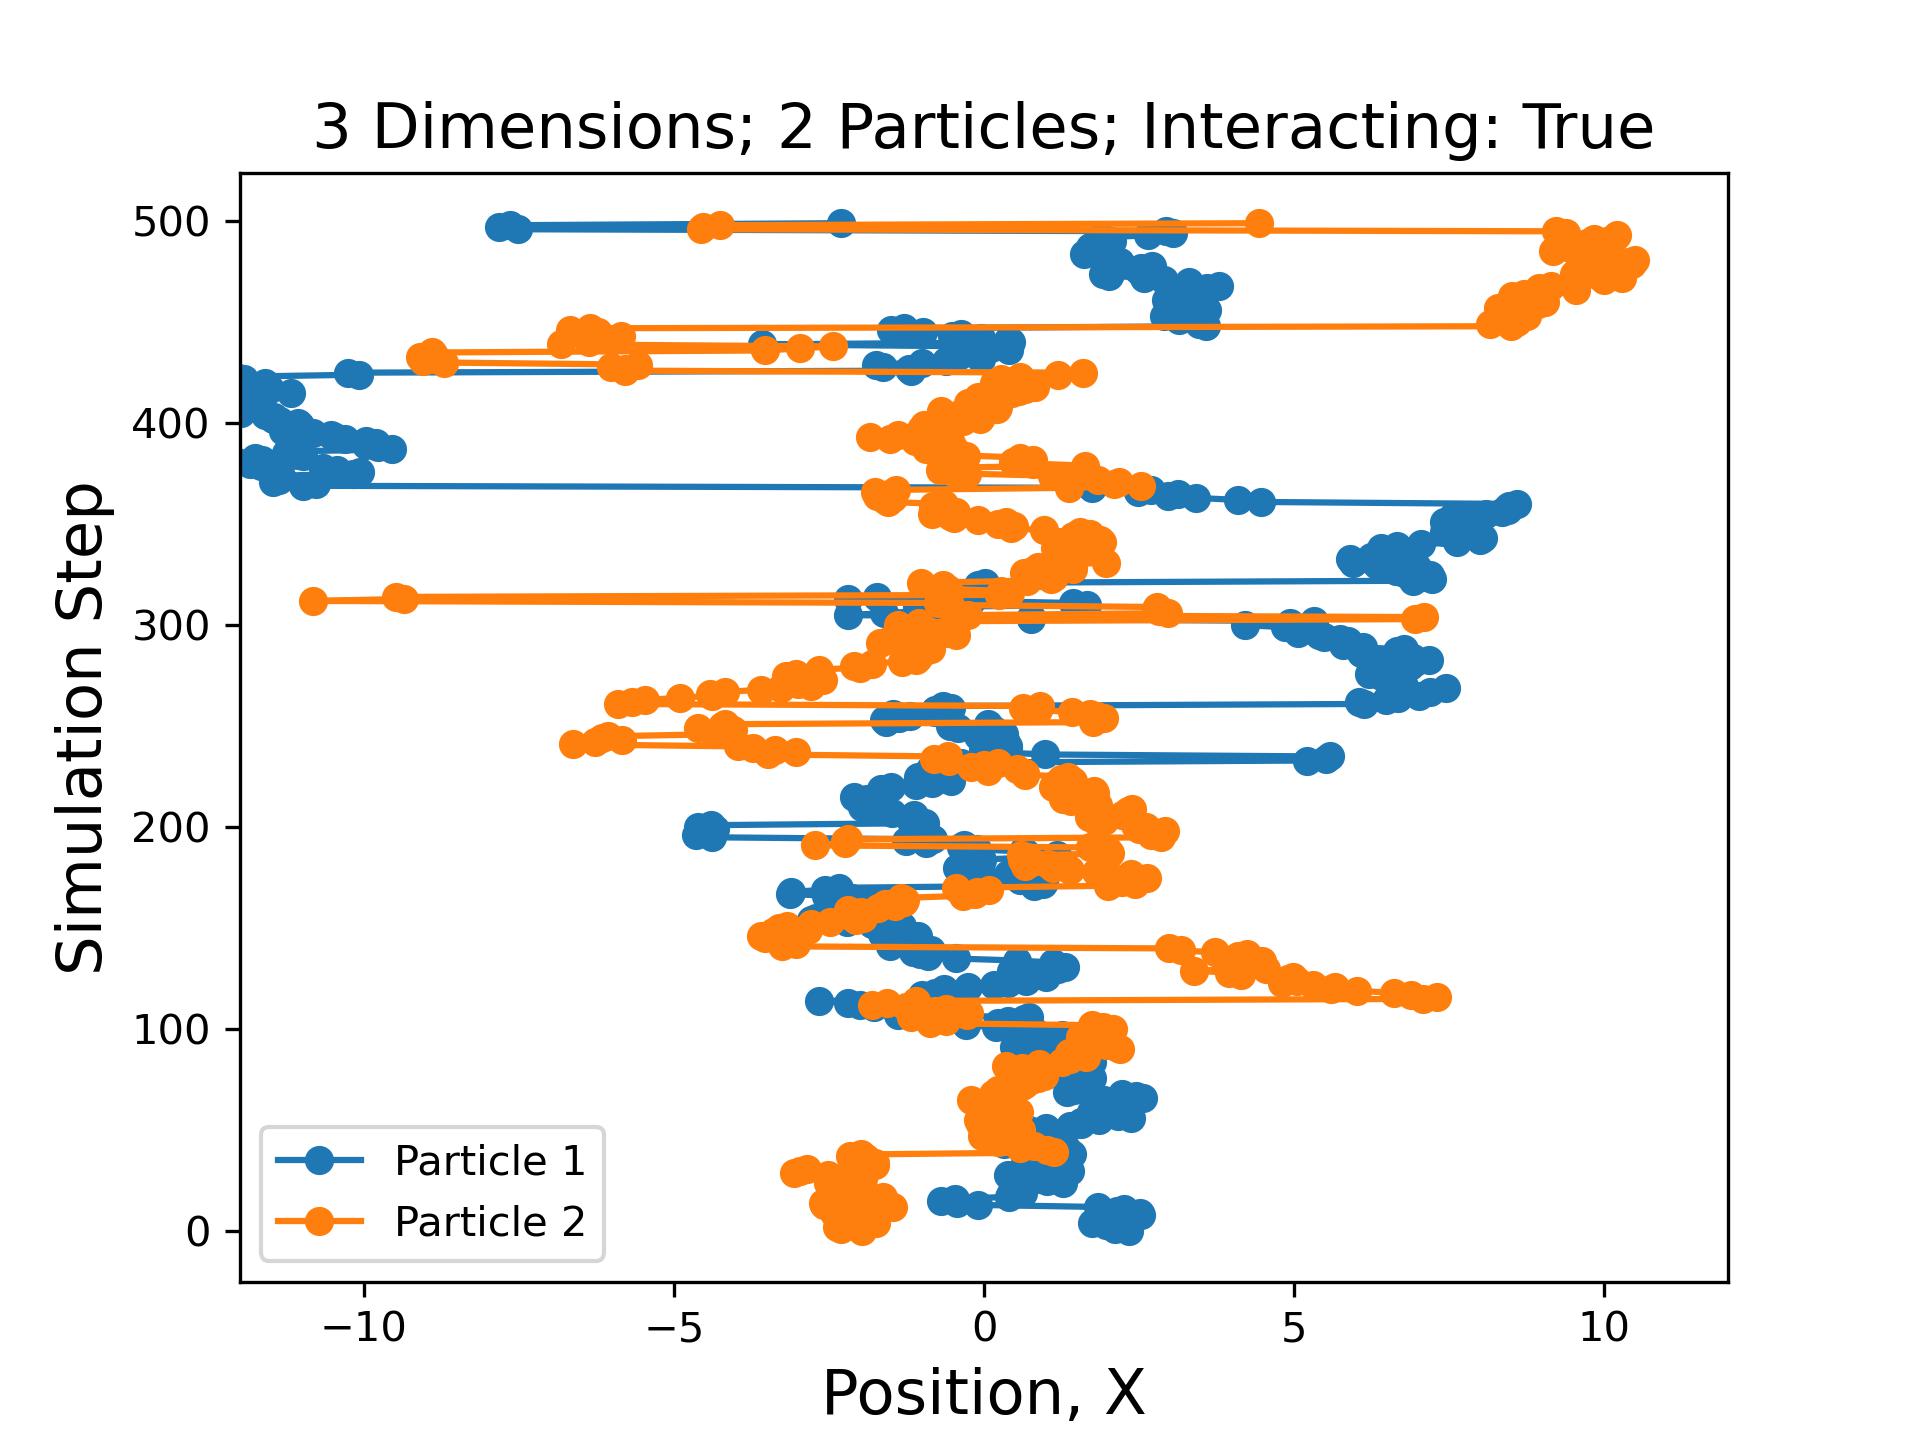 3 Dimensions; 2 Particles; Interacting: True
Simulation Step
500
400
300
200
100
0
Particle 1
Particle 2
−10
−5
0
5
10
Position, X